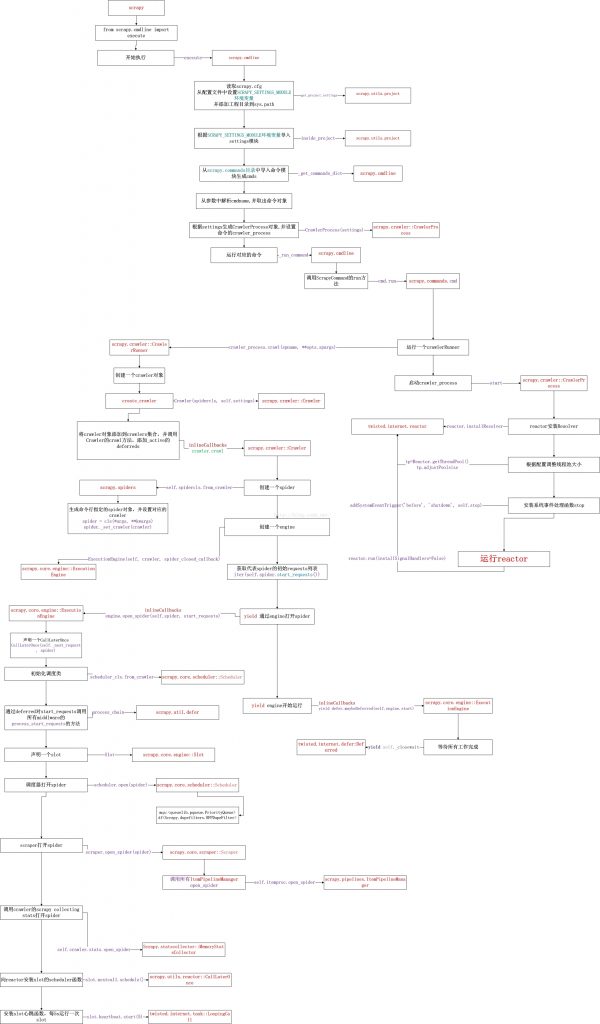 scrapy
from scrapy.cmdline import
execute
开始执行
execute
scrapy.cmdline
读取scrapy.cfg
从配置文件中设置SCRAPY_SETTINGS_MODULE
环境变量
并添加工程目录到sys.path
get_project_settings
scrapy.utils.project
根据SCRAPY_SETTINGS_MODULE环境变量导入
settings模块
inside_project
scrapy.utils.project
从scrapy.commands目录中导入命令模
块生成cmds
_get_commands_dict
scrapy.cmdline
从参数中解析cmdname,并取出命令对象
根据settings生成CrawlerProcess对象,并设置
命令的crawler_process
CrawlerProcess(settings)
scrapy.crawler::CrawlerPro
cess
运行对应的命令
_run_command
scrapy.cmdline
调用ScrapyCommand的run方
法
cmd.run
scrapy.commands.cmd
scrapy.crawler::Crawle
rRunner
crawler_process.crawl(spname, **opts.spargs)
运行一个crawlerRunner
创建一个crawler对象
启动crawler_process
start
scrapy.crawler::CrawlerPr
ocess
create_crawler
Crawler(spidercls, self.settings)
scrapy.crawler::Crawler
twisted.internet.reactor
reactor.installResolver
reactor安装Resolver
将crawler对象添加到crawlers集合，并调用
Crawler的crawl方法，添加_active的
deferreds
inlineCallbacks
crawler.crawl
scrapy.crawler::Crawler
tp=Reactor.getThreadPool()
tp.adjustPoolsize
根据配置调整线程池大小
scrapy.spiders
self.spidercls.from_crawler
创建一个spider
addSystemEventTrigger('before', 'shutdown', self.stop)
安装系统事件处理函数stop
生成命令行指定的spider对象，并设置对应的
crawler
spider = cls(*args, **kwargs)
spider._set_crawler(crawler)
创建一个engine
ExecutionEngine(self, crawler, spider_closed_callback)
scrapy.core.engine::Execution
Engine
reactor.run(installSignalHandlers=False)
运行reactor
获取代表spider的初始requests列表
iter(self.spider.start_requests())
scrapy.core.engine::Executio
nEngine
inlineCallbacks
engine.open_spider(self.spider, start_requests)
yield 通过engine打开spider
声明一个CallLaterOnce
CallLaterOnce(self._next_request
, spider)
初始化调度类
scheduler_cls.from_crawler
scrapy.core.scheduler::Scheduler
yield engine开始运行
inlineCallbacks
yield defer.maybeDeferred(self.engine.start)
scrapy.core.engine::Execu
tionEngine
通过deferred对start_requests调用
所有middleware的
process_start_requests的方法
process_chain
scrapy.util.defer
twisted.internet.defer:Def
erred
yield self._closewait
等待所有工作完成
声明一个slot
Slot
scrapy.core.engine::Slot
调度器打开spider
scheduler.open(spider)
scrapy.core.scheduler::Scheduler
mqs:(queuelib.pqueue.PriorityQueue)
df(Scrapy.dupefilters.RFPDupeFilter)
scraper打开spider
scraper.open_spider(spider)
scrapy.core.scraper::Scraper
调用所有ItemPipelineManager
open_spider
self.itemproc.open_spider
scrapy.pipelines.ItemPipelineMana
ger
调用crawler的scrapy collecting
stats打开spider
self.crawler.stats.open_spider
Scrapy.statscollector::MemoryStat
sCollector
向reactor安装slot的scheduler函数
slot.nextcall.schedule()
scrapy.utils.reactor::CallLaterO
nce
安装slot心跳函数, 每5s运行一次
slot
slot.heartbeat.start(5)
twisted.internet.task::LoopingCa
ll